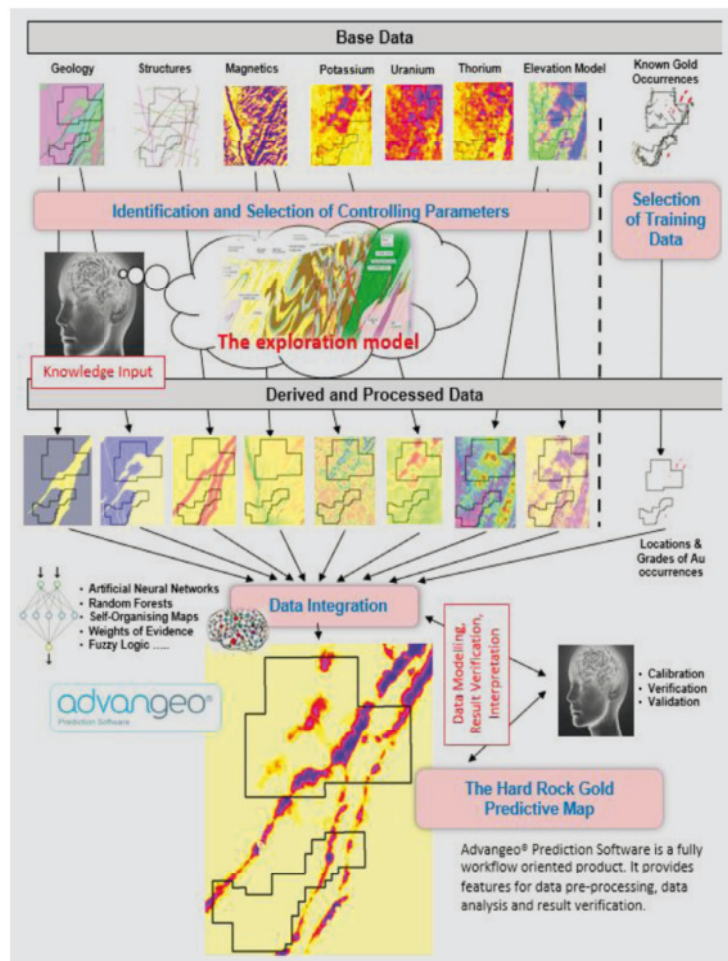 Base Data
Geology
Structures
Magnetics
Potassium
Uranium
Thorium
Elevation Model
Known Gold
Occurrences
Identification and Selection of Controlling Parameters
Selection
of Training
Data
The exploration model
Knowledge Input
Derived and Processed Data
Locations &
Grades of Au
occurrences
• Artificial Neural Networks
• Random Forests
• Self-Organising Maps
• Weights of Evidence
• Fuzzy Logic .....
Data Integration
Data Modelling,
Result Verification,
Interpretation
• Calibration
• Verification
• Validation
advangeo®
Prediction Software
The Hard Rock Gold
Predictive Map
Advangeo® Prediction Software is a fully
workflow oriented product. It provides
features for data pre-processing, data
analysis and result verification.